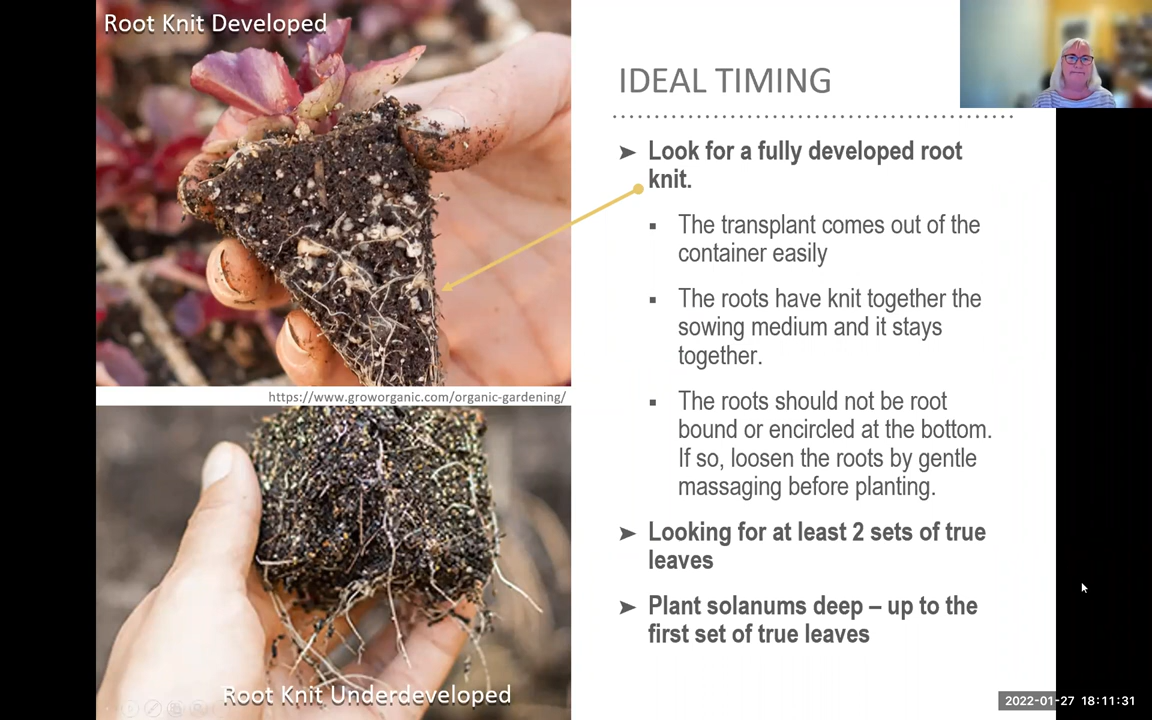 Root Knit Developed
https://www.groworganic.com/organic-gardening/
Root Knit Underdeveloped
IDEAL TIMING
➤ Look for a fully developed root
knit.
▪ The transplant comes out of the
container easily
▪ The roots have knit together the
sowing medium and it stays
together.
▪ The roots should not be root
bound or encircled at the bottom.
If so, loosen the roots by gentle
massaging before planting.
➤ Looking for at least 2 sets of true
leaves
➤ Plant solanums deep – up to the
first set of true leaves
2022-01-27 18:11:31